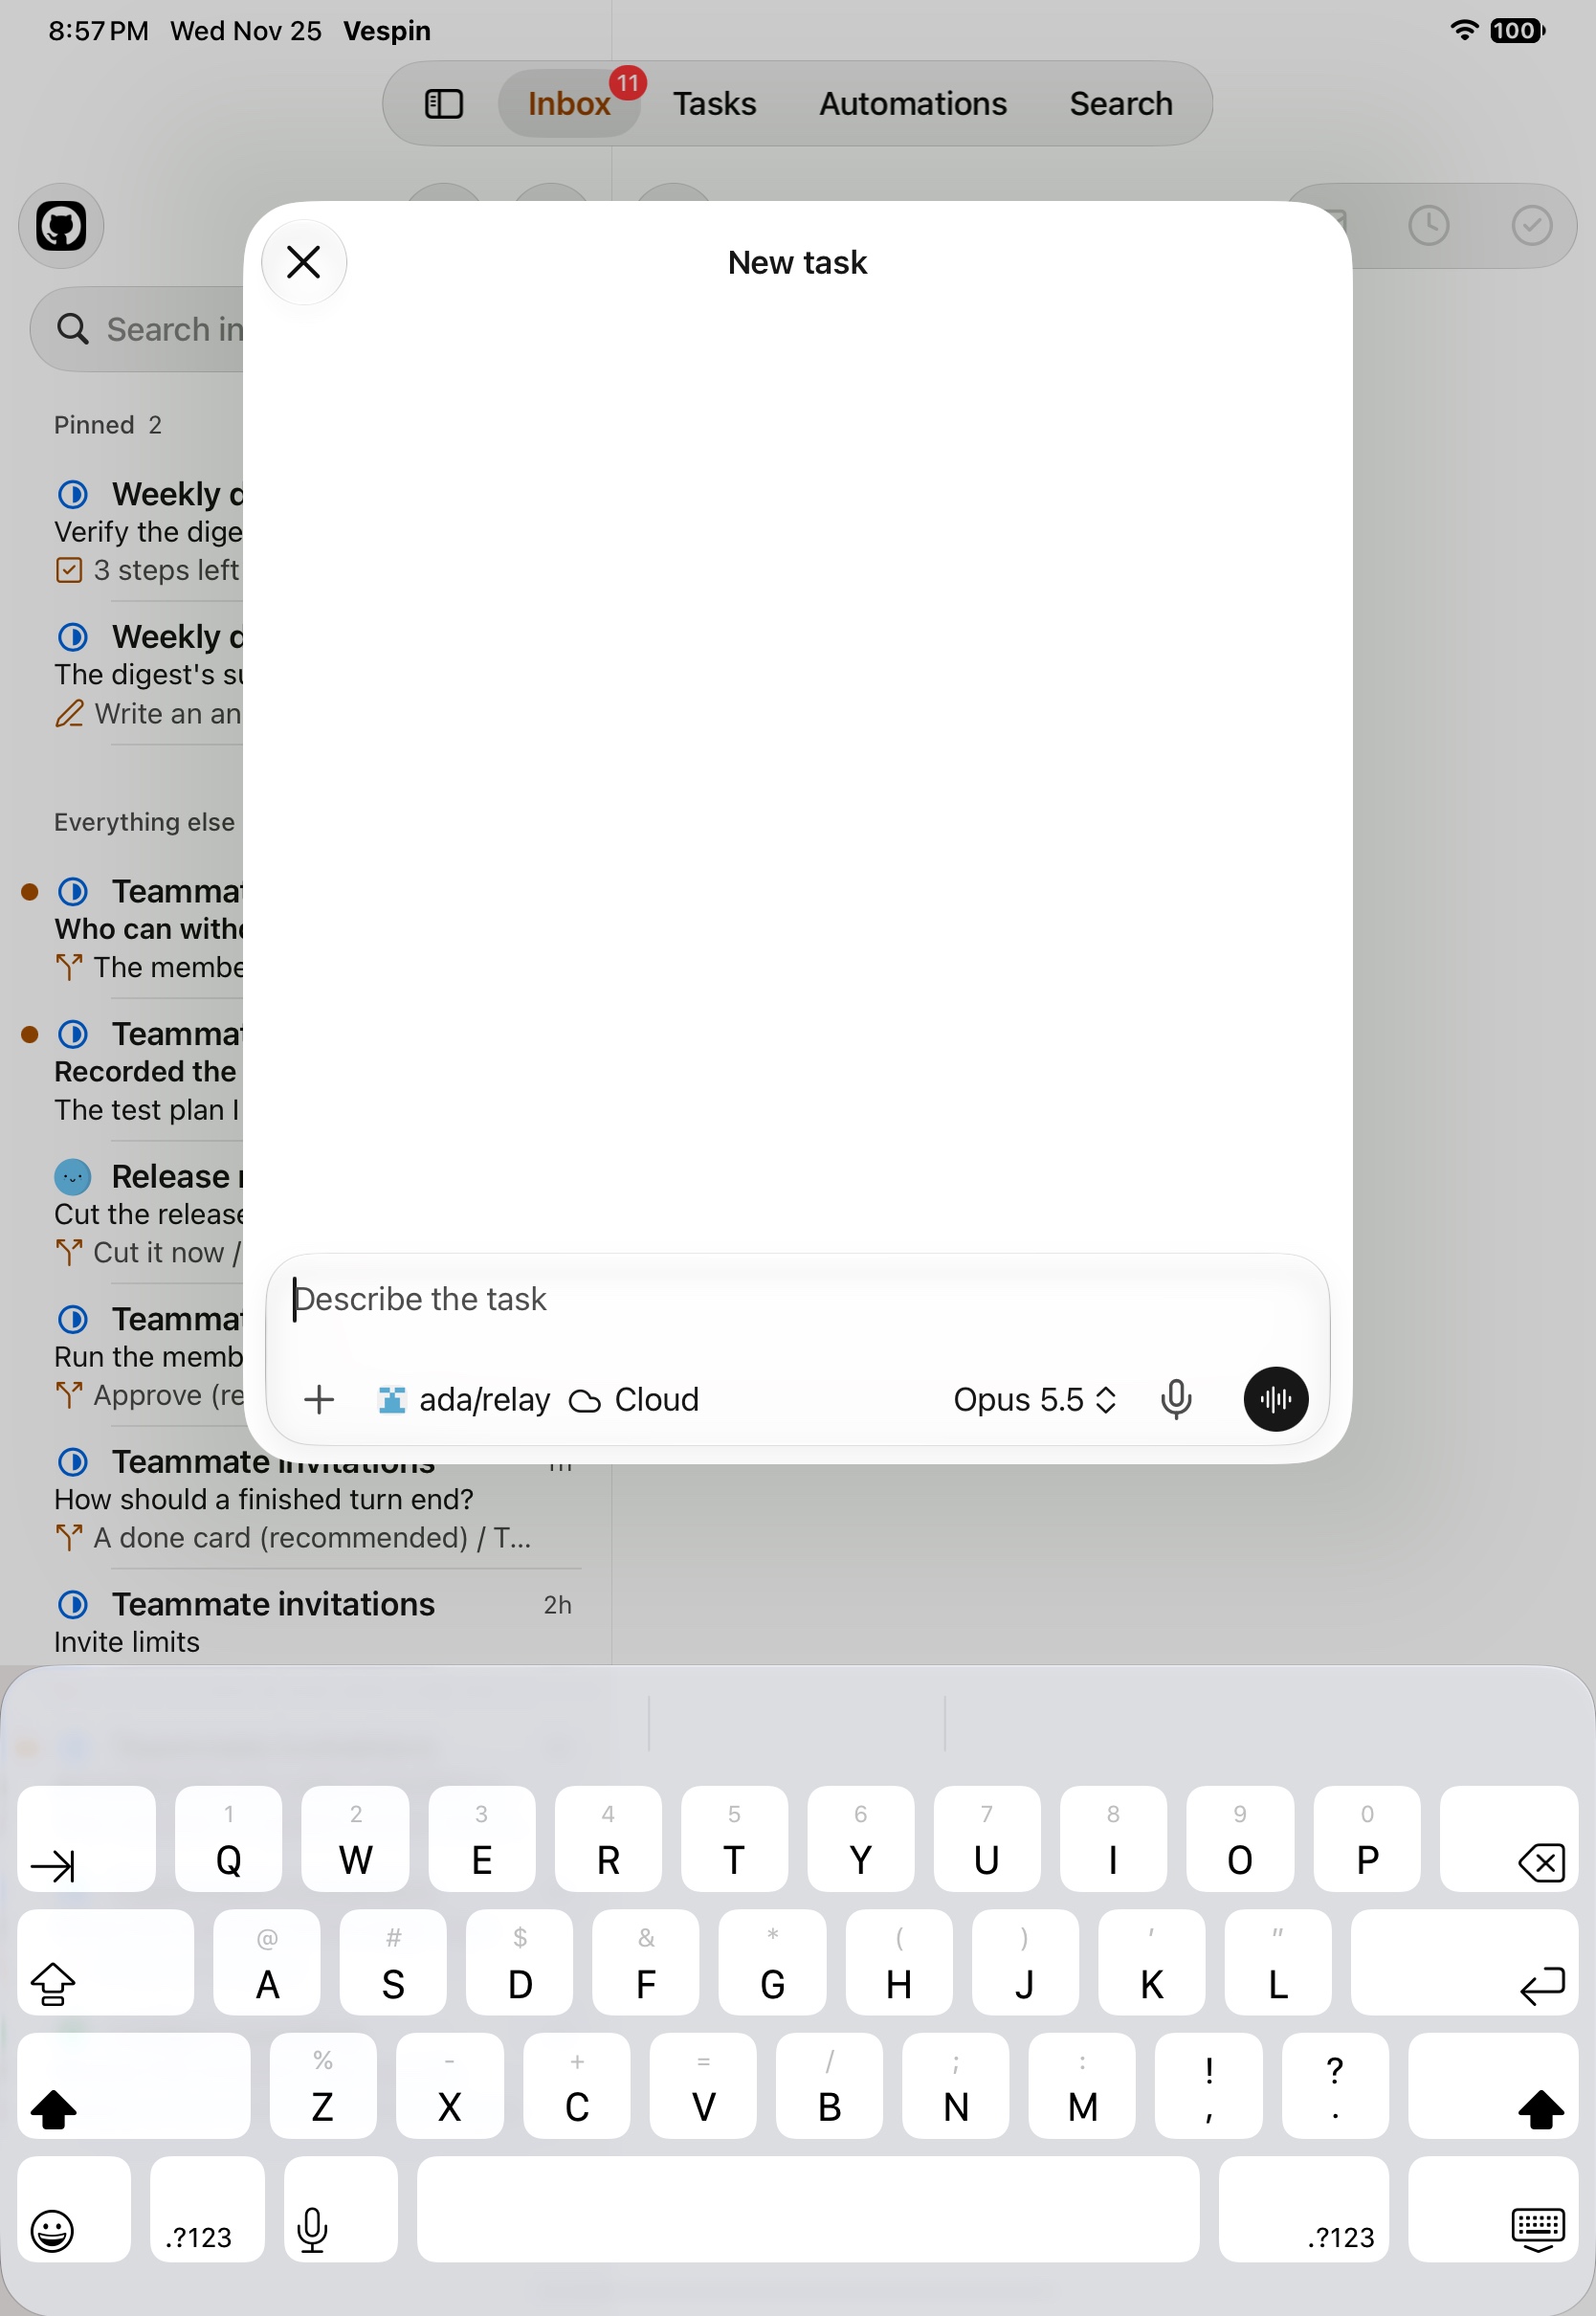 8:57 PM Wed Nov 25 Vespin
100
Inbox 11 Tasks Automations Search
New task
Search in
Pinned 2
Weekly
Verify the dige
3 steps left
Weekly
The digest's
Write an an
Everything else
Teammat
Who can with
The membe
Teammat
Recorded the
The test plan I
Release
Cut the release
Cut it now /
Teammat
Run the memb
Approve (re
Describe the task
ada/relay Cloud Opus 5.5
Teammate invitations
How should a finished turn end?
A done card (recommended) / T...
Teammate invitations 2h
Invite limits
1 2 3 4 5 6 7 8 9 0
Q W E R T Y U I O P
@ # $ & * ( ) ' "
A S D F G H J K L
% - + = / ; : ! ?
Z X C V B N M , .
.?123 .?123